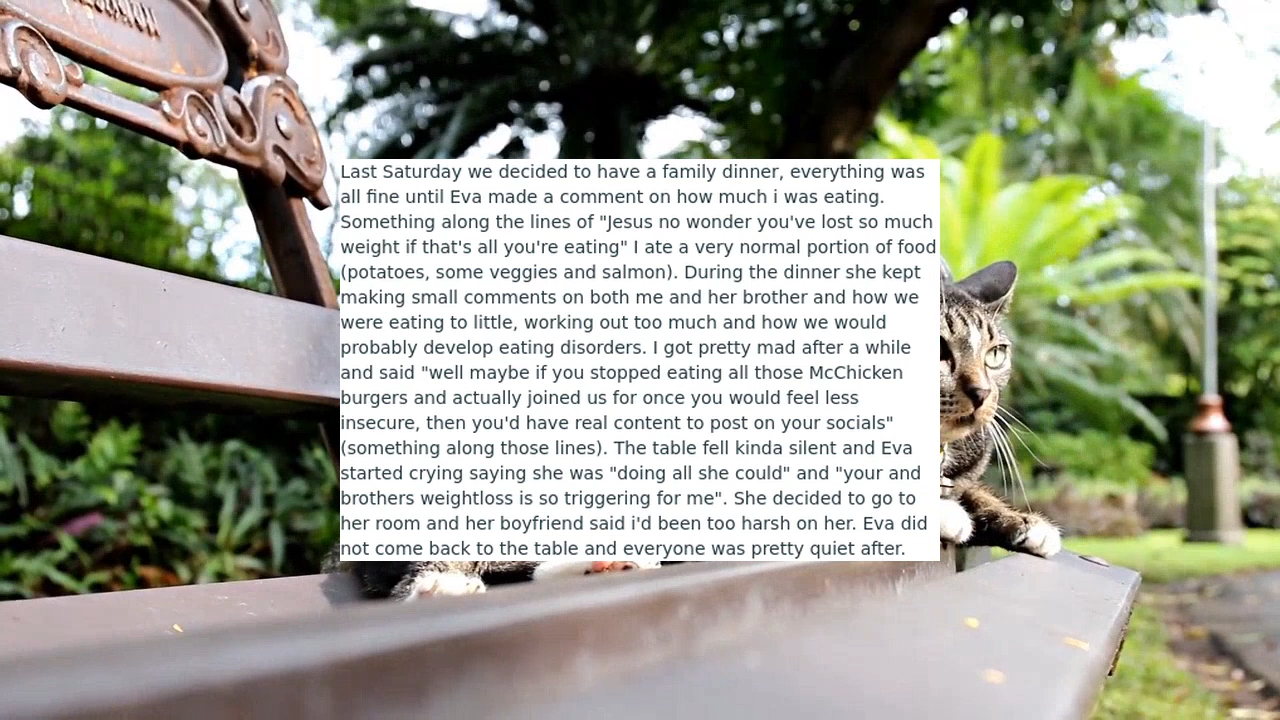 Last Saturday we decided to have a family dinner, everything was
all fine until Eva made a comment on how much i was eating.
Something along the lines of "Jesus no wonder you've lost so much
weight if that's all you're eating" I ate a very normal portion of food
(potatoes, some veggies and salmon). During the dinner she kept
making small comments on both me and her brother and how we
were eating to little, working out too much and how we would
probably develop eating disorders. I got pretty mad after a while
and said "well maybe if you stopped eating all those McChicken
burgers and actually joined us for once you would feel less
insecure, then you'd have real content to post on your socials"
(something along those lines). The table fell kinda silent and Eva
started crying saying she was "doing all she could" and "your and
brothers weightloss is so triggering for me". She decided to go to
her room and her boyfriend said i'd been too harsh on her. Eva did
not come back to the table and everyone was pretty quiet after.